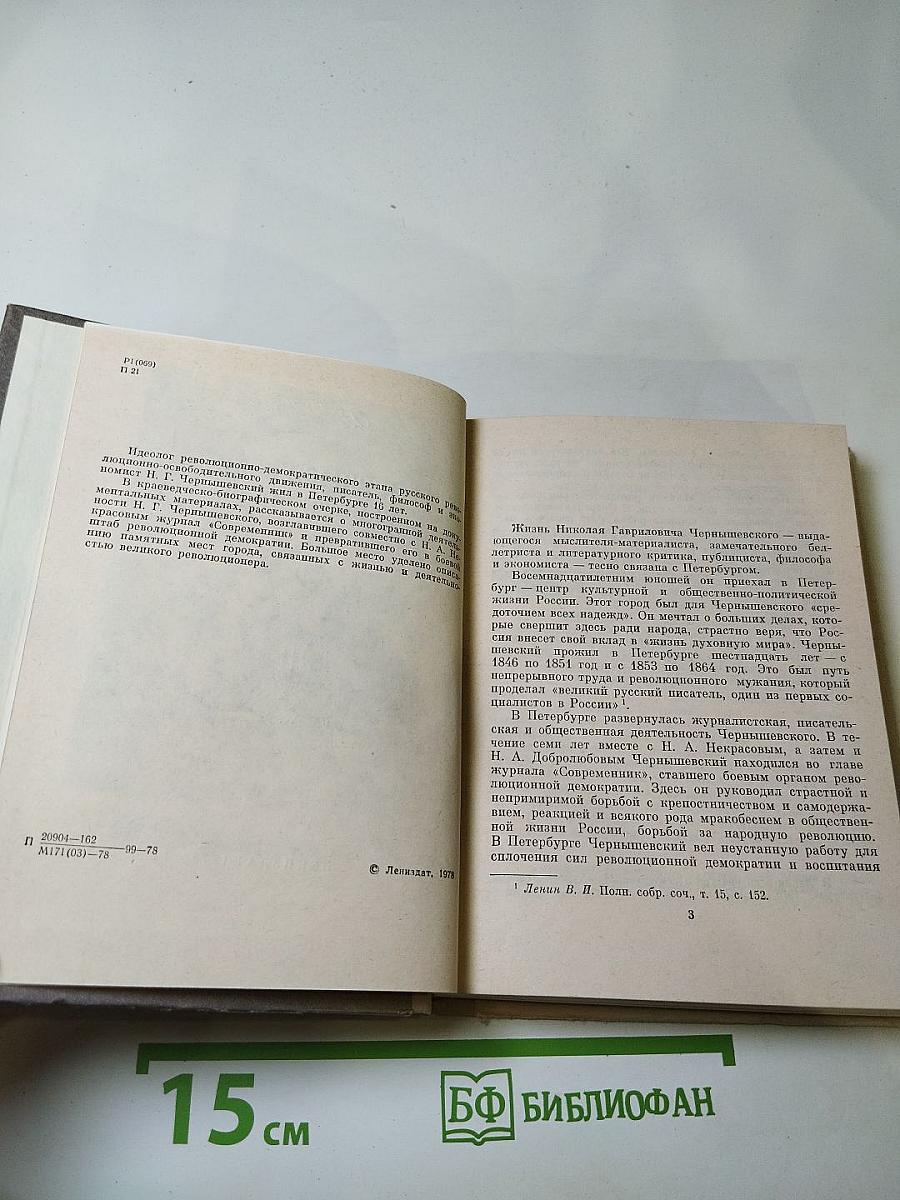 Р1(069)
П 21
Идеолог революционно-демократического этапа русского рево-
люционно-освободительного движения, писатель, философ и эко-
номист Н. Г. Чернышевский жил в Петербурге 16 лет.
В краеведческо-биографическом очерке, построенном на доку-
ментальных материалах, рассказывается о многогранной деятель-
ности Н. Г. Чернышевского, возглавившего совместно с Н. А. Не-
красовым журнал «Современник» и превратившего его в боевой
штаб революционной демократии. Большое место уделено описа-
нию памятных мест города, связанных с жизнью и деятельно-
стью великого революционера.
П 20904—162
М171(03)—78 —99—78
© Лениздат, 1978
Жизнь Николая Гавриловича Чернышевского — выда-
ющегося мыслителя-материалиста, замечательного бел-
летриста и литературного критика, публициста, философа
и экономиста — тесно связана с Петербургом.
Восемнадцатилетним юношей он приехал в Петер-
бург — центр культурной и общественно-политической
жизни России. Этот город был для Чернышевского «сре-
доточием всех надежд». Он мечтал о больших делах, кото-
рые свершит здесь ради народа, страстно веря, что Рос-
сия внесет свой вклад в «жизнь духовную мира». Черны-
шевский прожил в Петербурге шестнадцать лет — с
1846 по 1851 год и с 1853 по 1864 год. Это был путь
непрерывного труда и революционного мужания, который
проделал «великий русский писатель, один из первых со-
циалистов в России» ¹.
В Петербурге развернулась журналистская, писатель-
ская и общественная деятельность Чернышевского. В те-
чение семи лет вместе с Н. А. Некрасовым, а затем и
Н. А. Добролюбовым Чернышевский находился во главе
журнала «Современник», ставшего боевым органом рево-
люционной демократии. Здесь он руководил страстной и
непримиримой борьбой с крепостничеством и самодержа-
вием, реакцией и всякого рода мракобесием в обществен-
ной жизни России, борьбой за народную революцию.
В Петербурге Чернышевский вел неустанную работу для
сплочения сил революционной демократии и воспитания
¹ Ленин В. И. Полн. собр. соч., т. 15, с. 152.
3
15 см
БФ БИБЛИОФАН